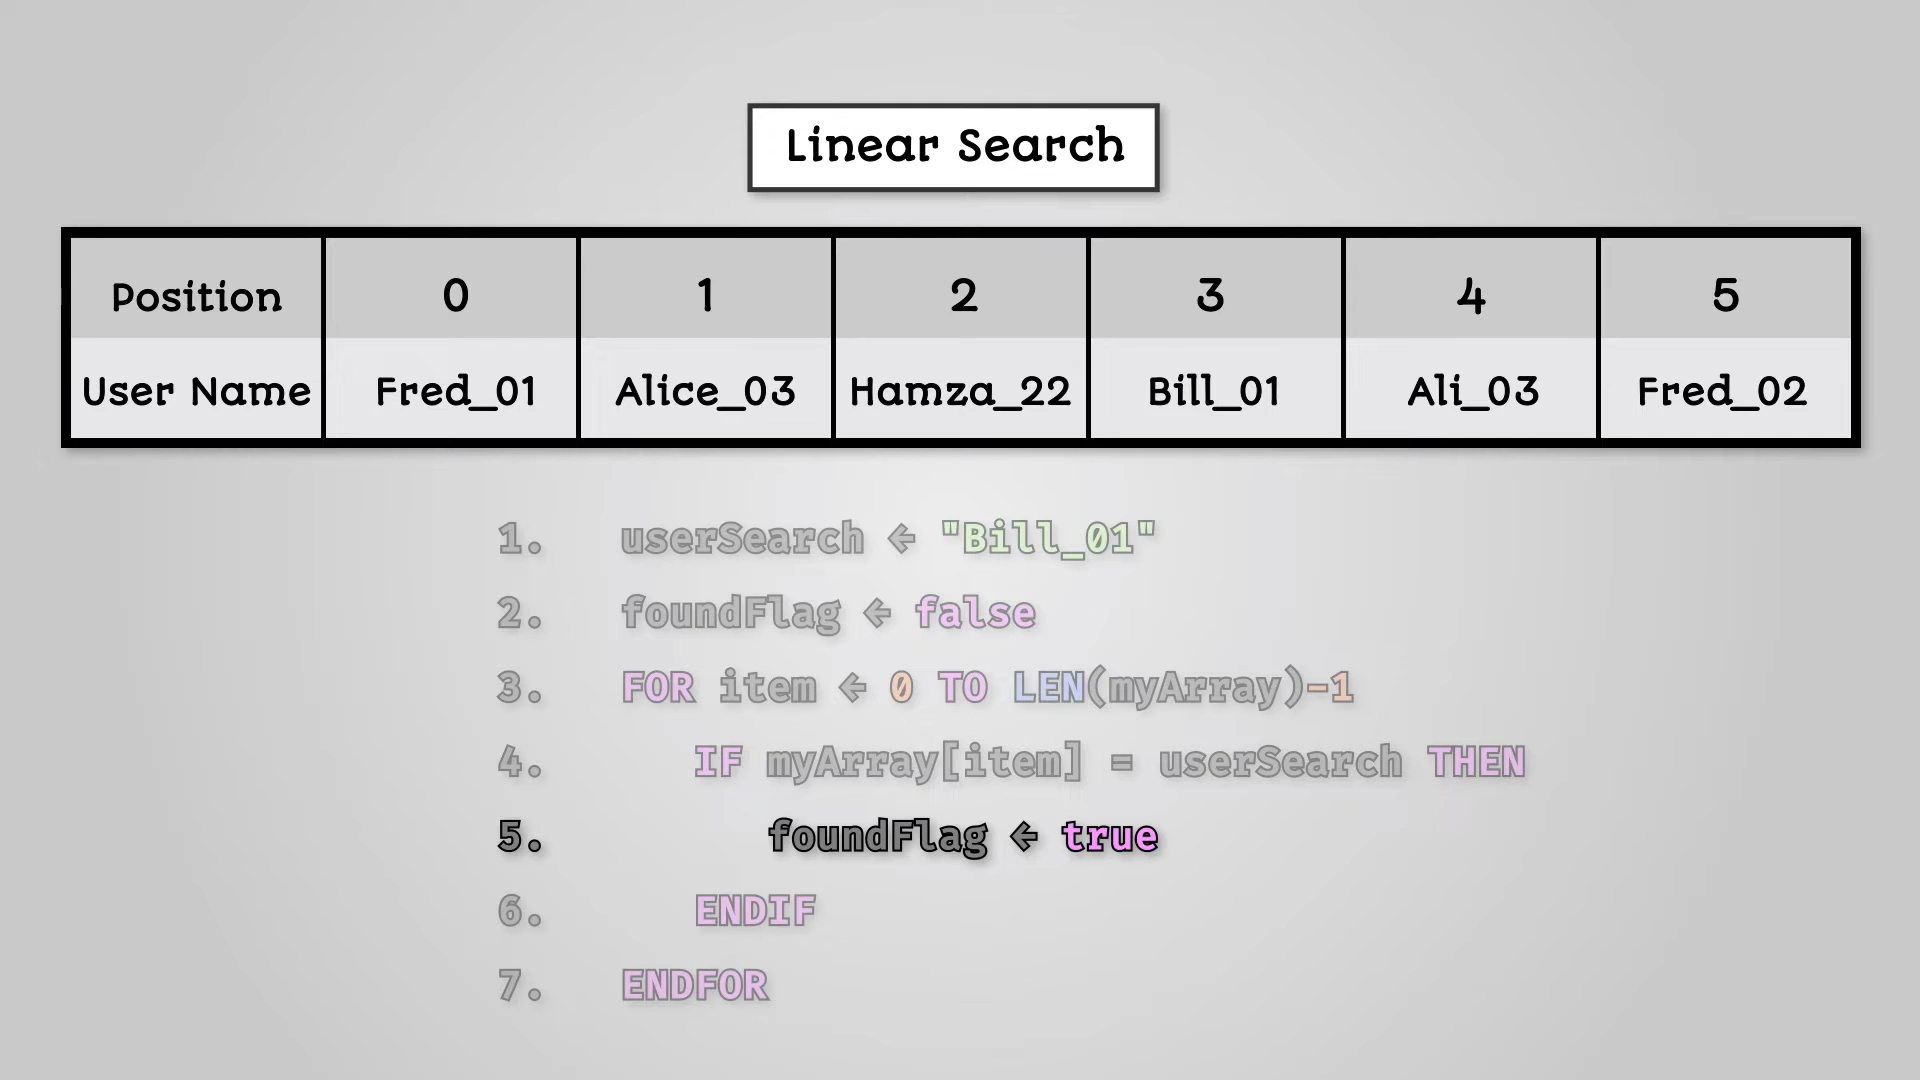 Linear Search
Position 0 1 2 3 4 5
User Name Fred_01 Alice_03 Hamza_22 Bill_01 Ali_03 Fred_02
1. userSearch ← "Bill_01"
2. foundFlag ← false
3. FOR item ← 0 TO LEN(myArray)-1
4. IF myArray[item] = userSearch THEN
5. foundFlag ← true
6. ENDIF
7. ENDFOR